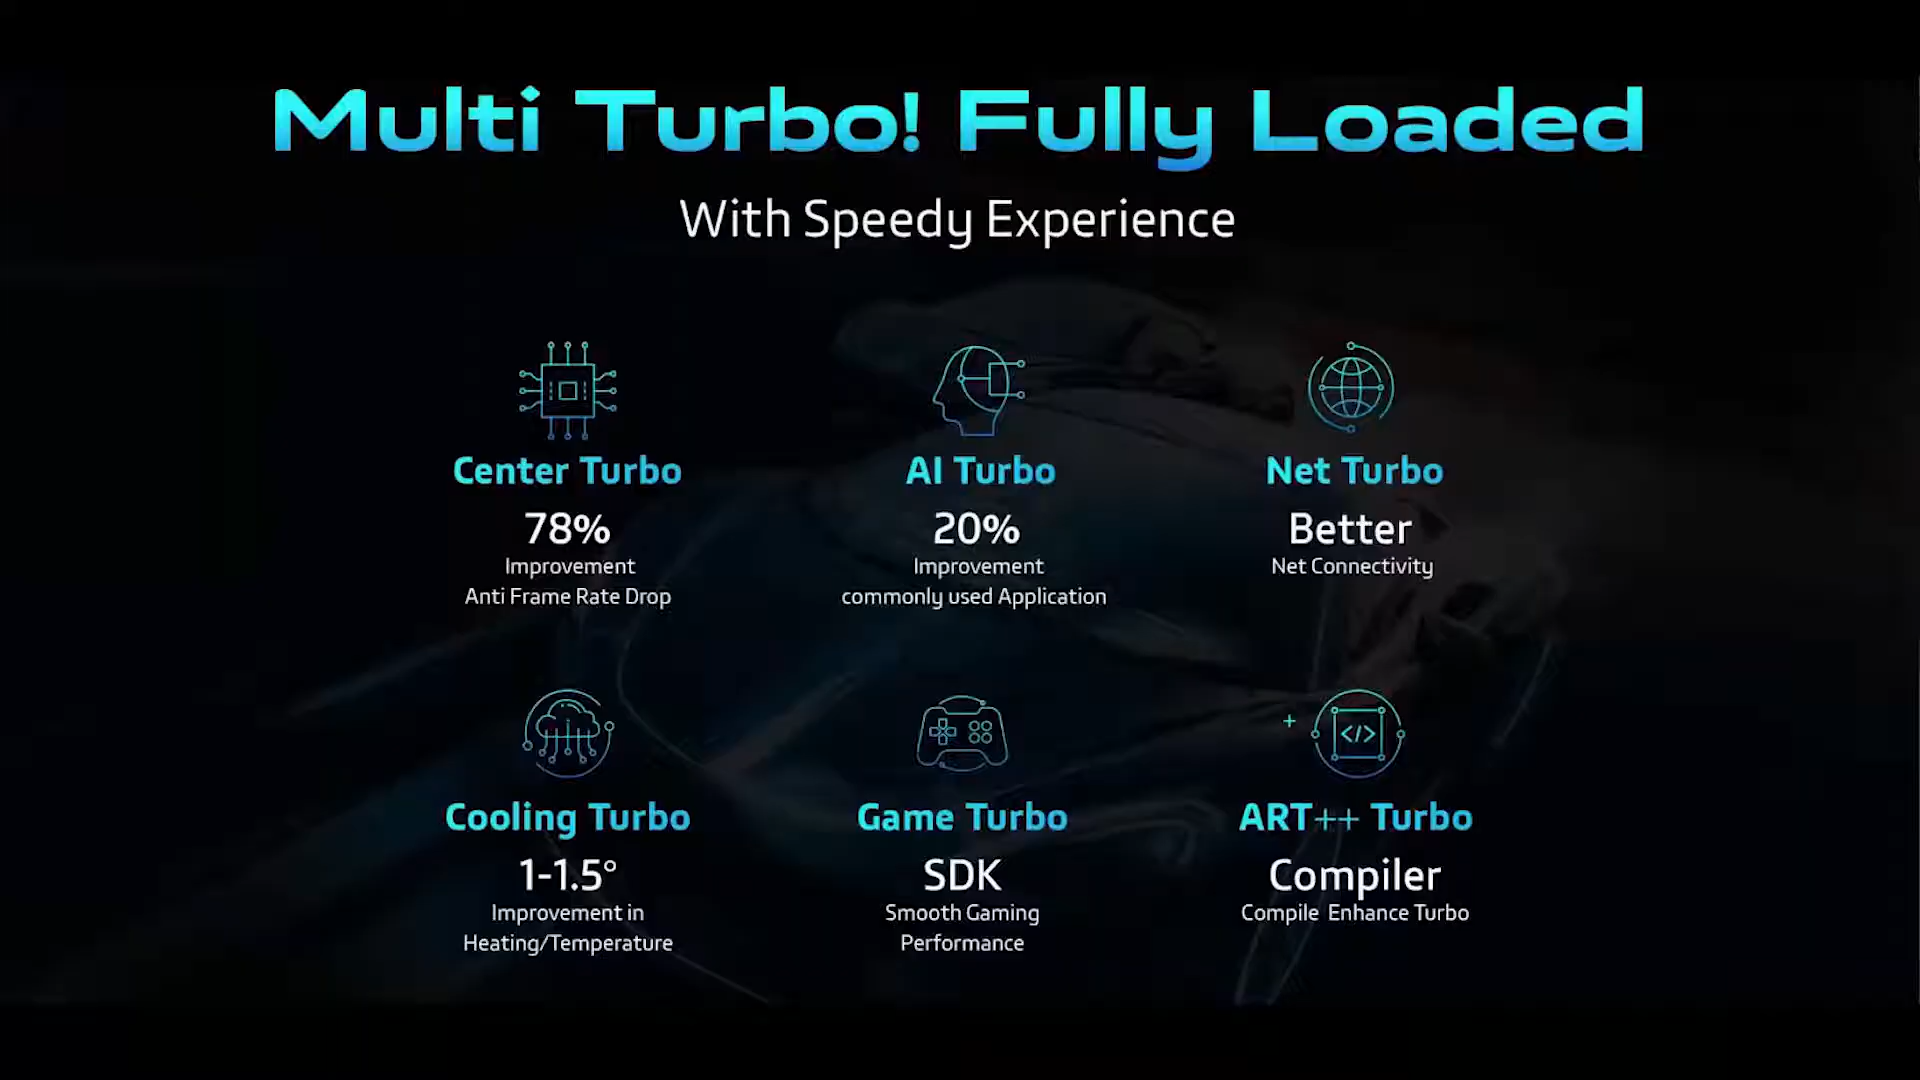 Multi Turbo! Fully Loaded
With Speedy Experience
Center Turbo
78%
Improvement
Anti Frame Rate Drop
AI Turbo
20%
Improvement
commonly used Application
Net Turbo
Better
Net Connectivity
Cooling Turbo
1-1.5°
Improvement in
Heating/Temperature
Game Turbo
SDK
Smooth Gaming
Performance
+ </>
ART++ Turbo
Compiler
Compile Enhance Turbo